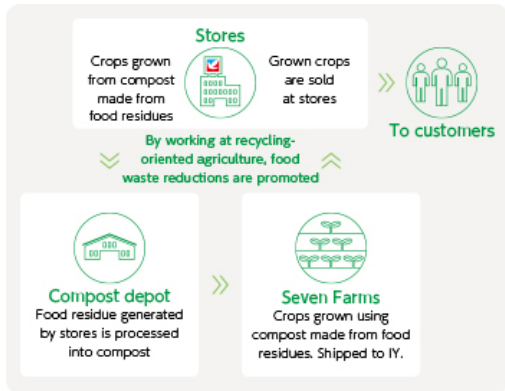 Stores
Crops grown
from compost
made from
food residues
Grown crops
are sold
at stores
To customers
By working at recycling-
oriented agriculture, food
waste reductions are promoted
Compost depot
Food residue generated
by stores is processed
into compost
Seven Farms
Crops grown using
compost made from food
residues. Shipped to IY.